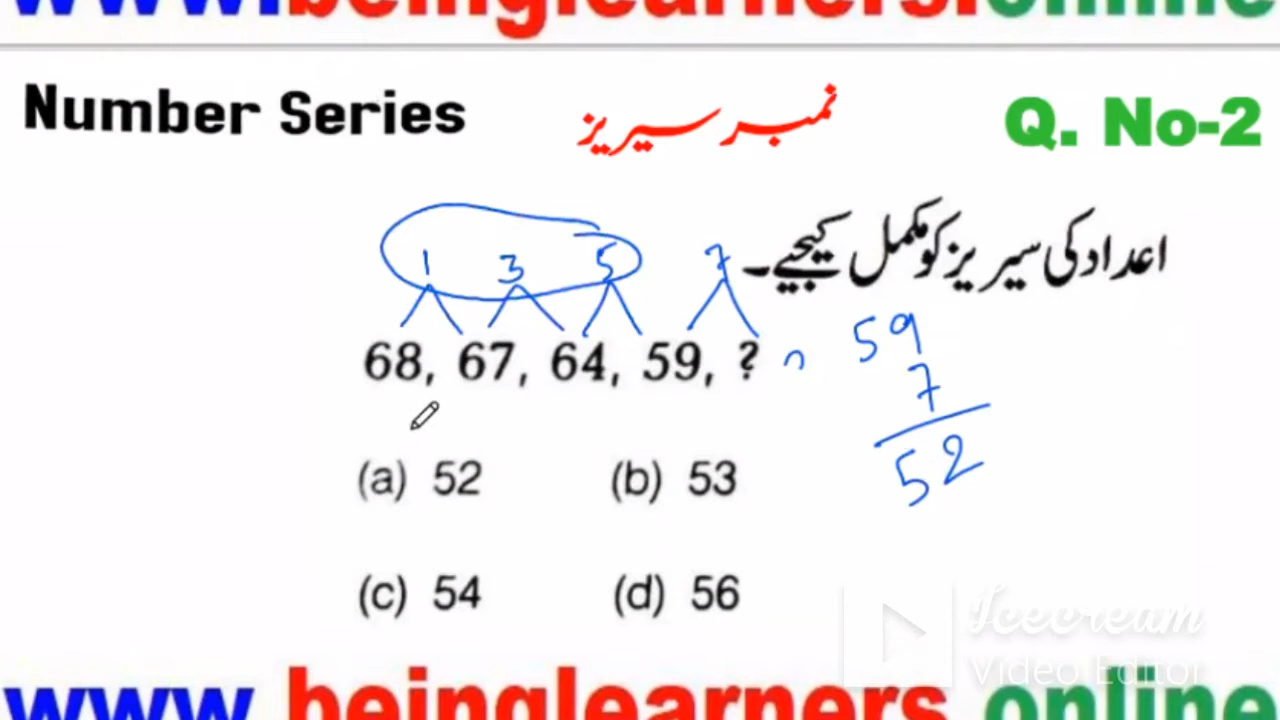 www.beinglearners.online
Number Series
نمبر سیریز
Q. No-2
اعداد کی سیریز کو مکمل کیجیے۔
1 3 5 7
68, 67, 64, 59, ?
59
7
52
(a) 52 (b) 53
(c) 54 (d) 56
Icecream
Video Editor
www.beinglearners.online